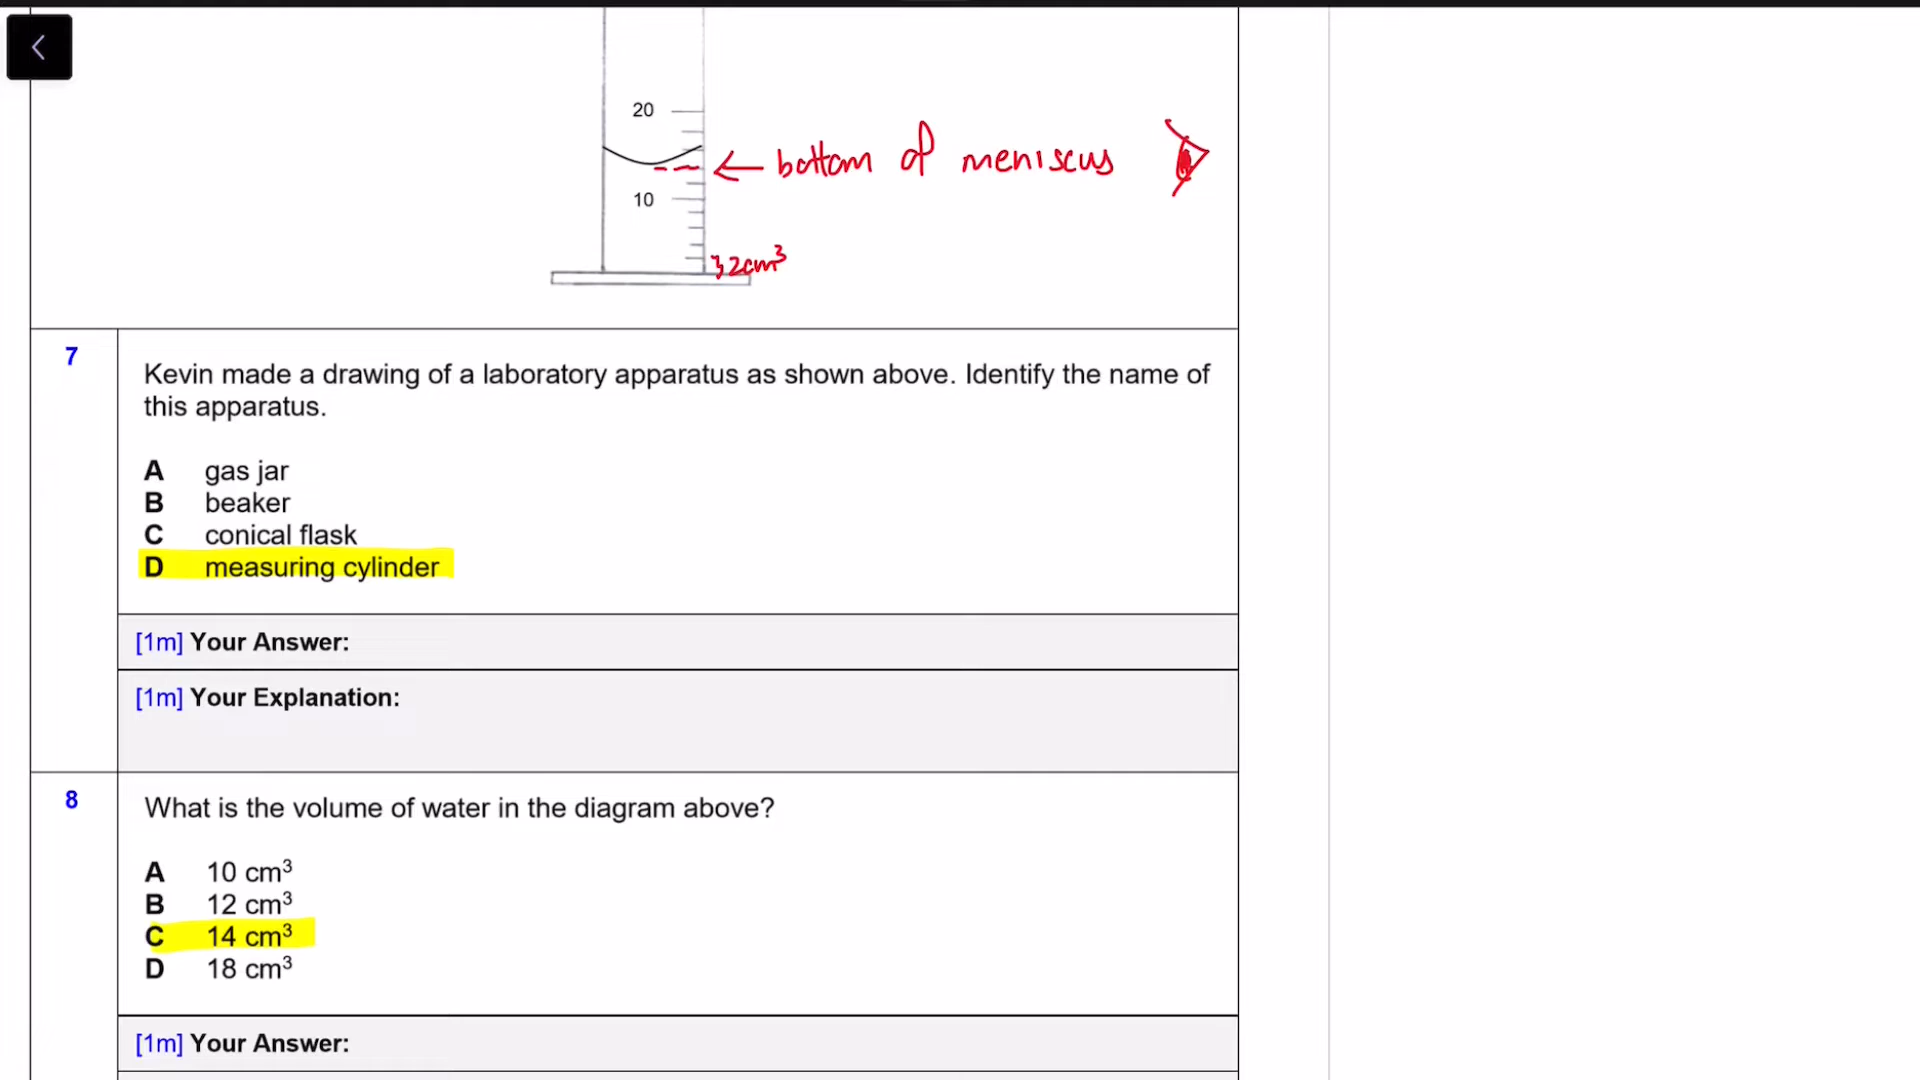 20
← bottom of meniscus
10
2cm³
7
Kevin made a drawing of a laboratory apparatus as shown above. Identify the name of
this apparatus.
A gas jar
B beaker
C conical flask
D measuring cylinder
[1m] Your Answer:
[1m] Your Explanation:
8
What is the volume of water in the diagram above?
A 10 cm³
B 12 cm³
C 14 cm³
D 18 cm³
[1m] Your Answer: